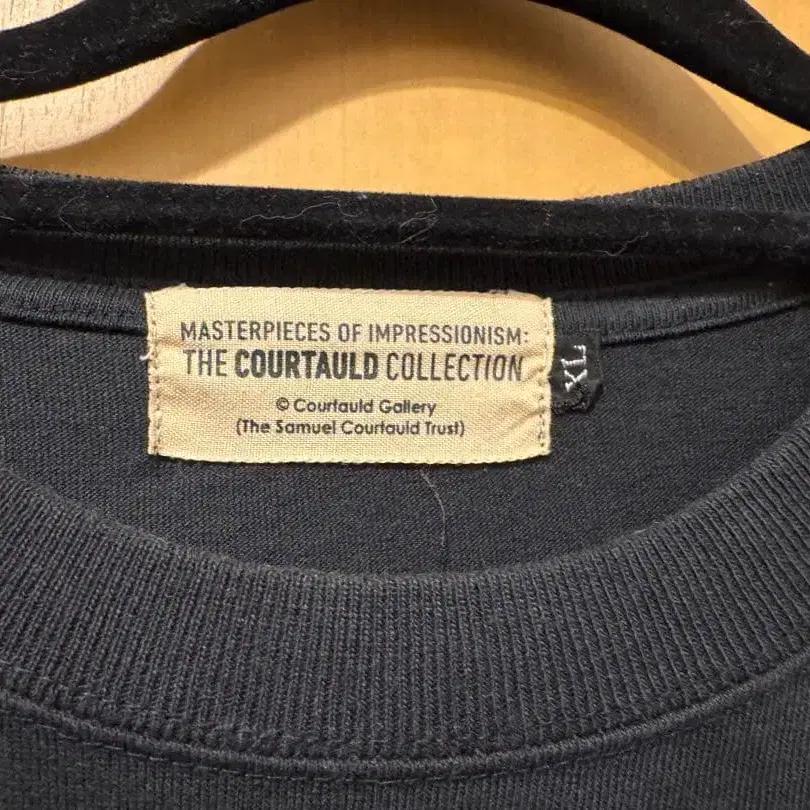 MASTERPIECES OF IMPRESSIONISM:
THE COURTAULD COLLECTION
© Courtauld Gallery
(The Samuel Courtauld Trust)
XL